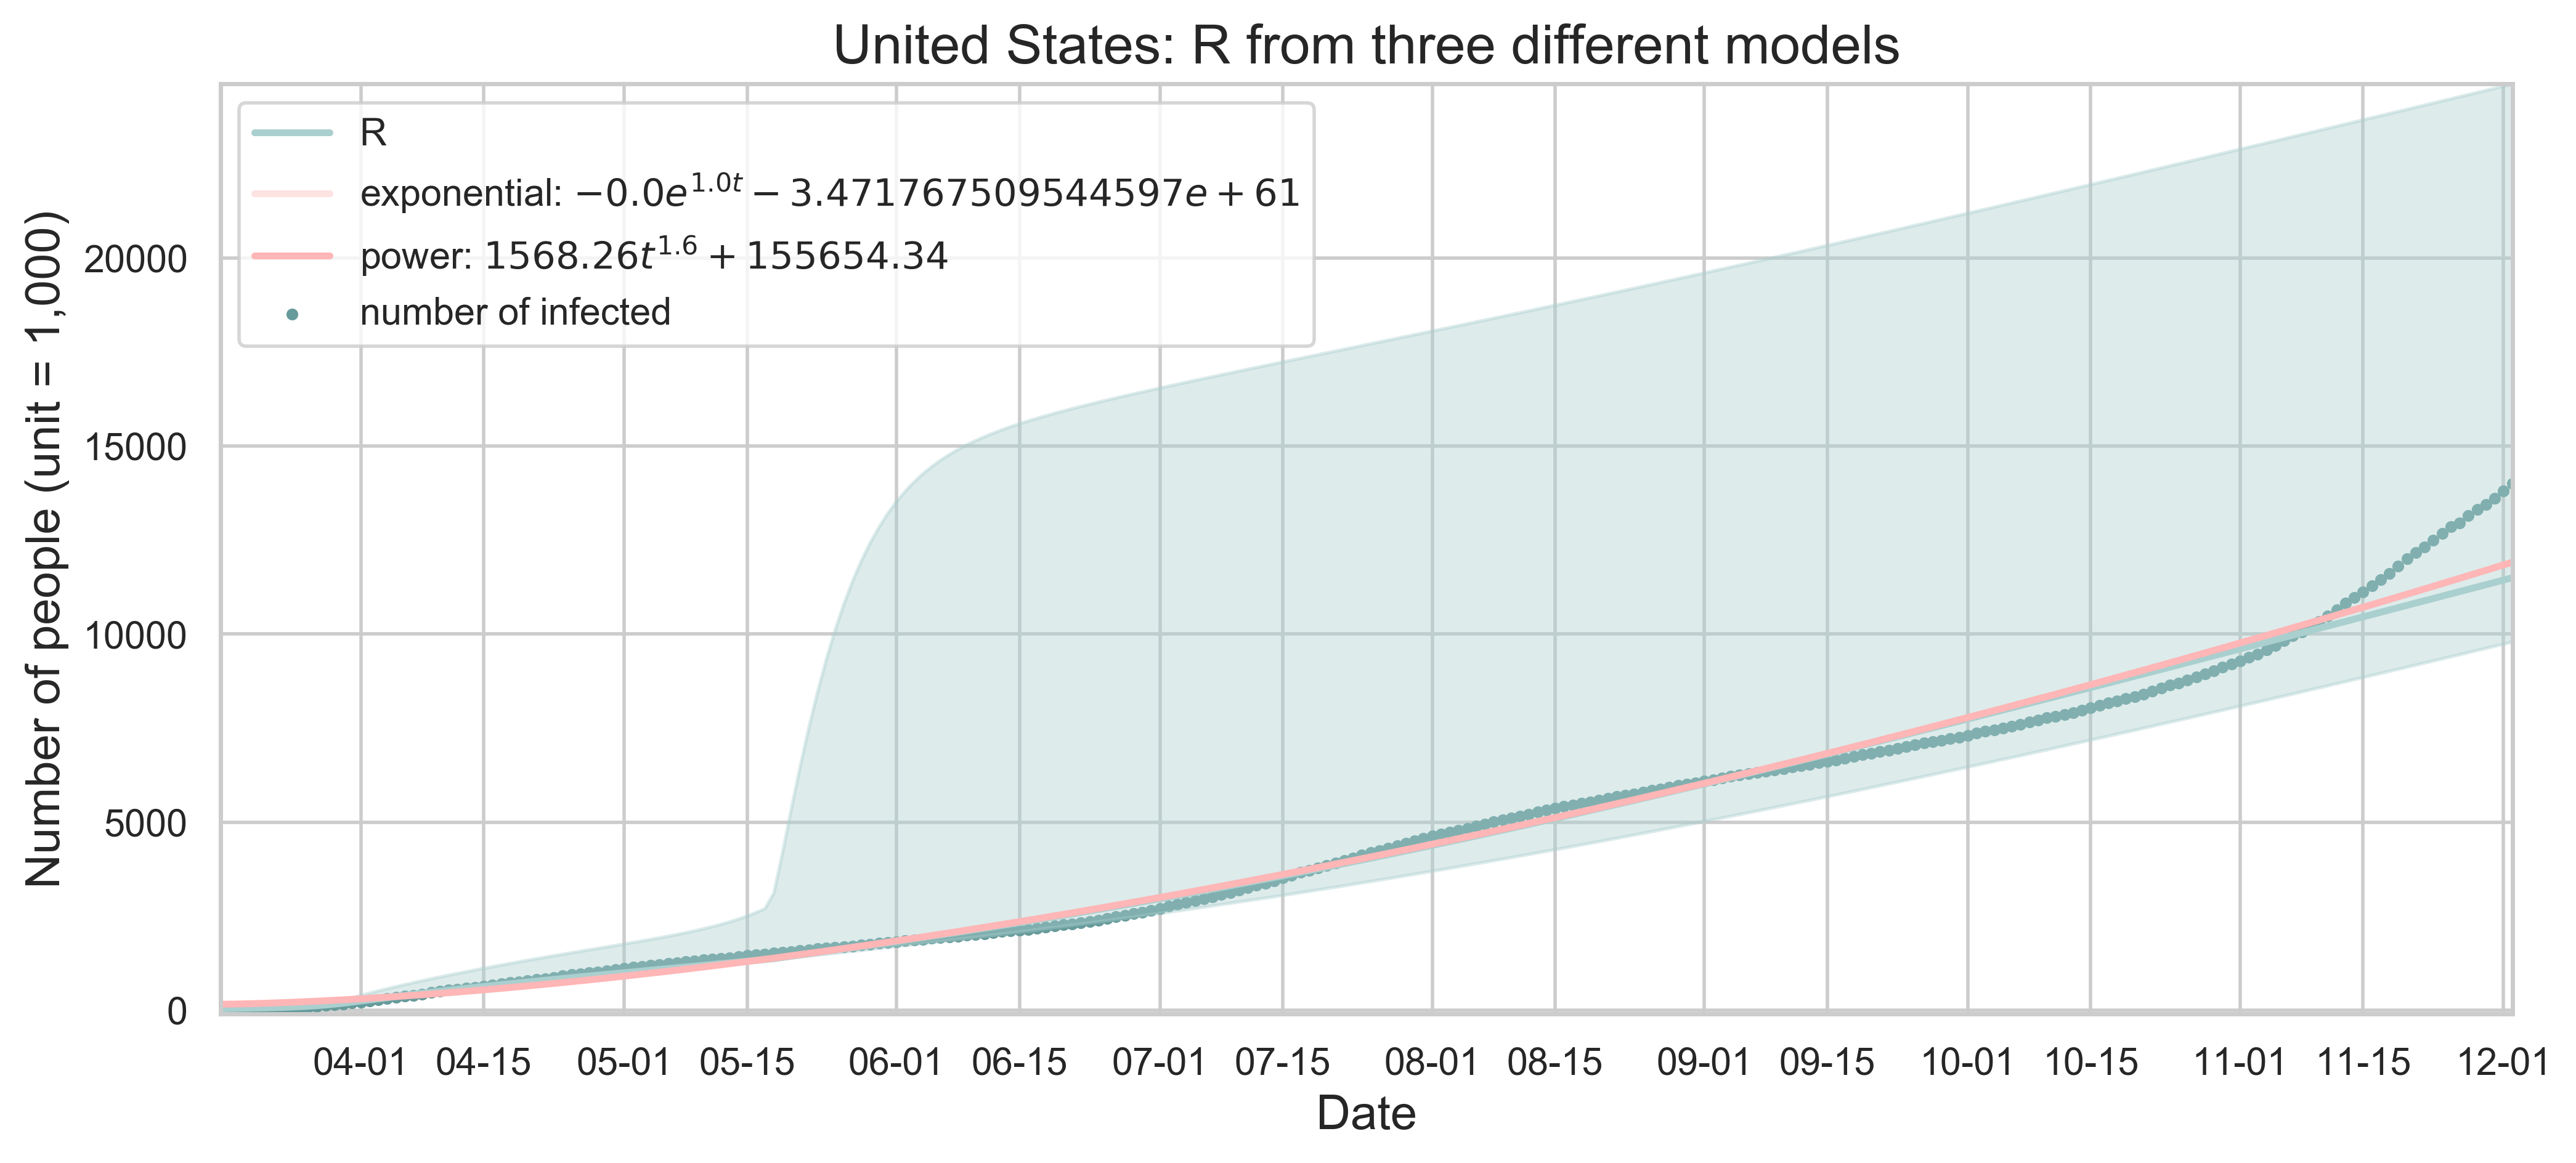 United States: R from three different models
Number of people (unit = 1,000)
R
exponential: −0.0e^{1.0t} − 3.4717675095445​97e + 61
power: 1568.26t^{1.6} + 155654.34
number of infected
20000
15000
10000
5000
0
04-01 04-15 05-01 05-15 06-01 06-15 07-01 07-15 08-01 08-15 09-01 09-15 10-01 10-15 11-01 11-15 12-01
Date